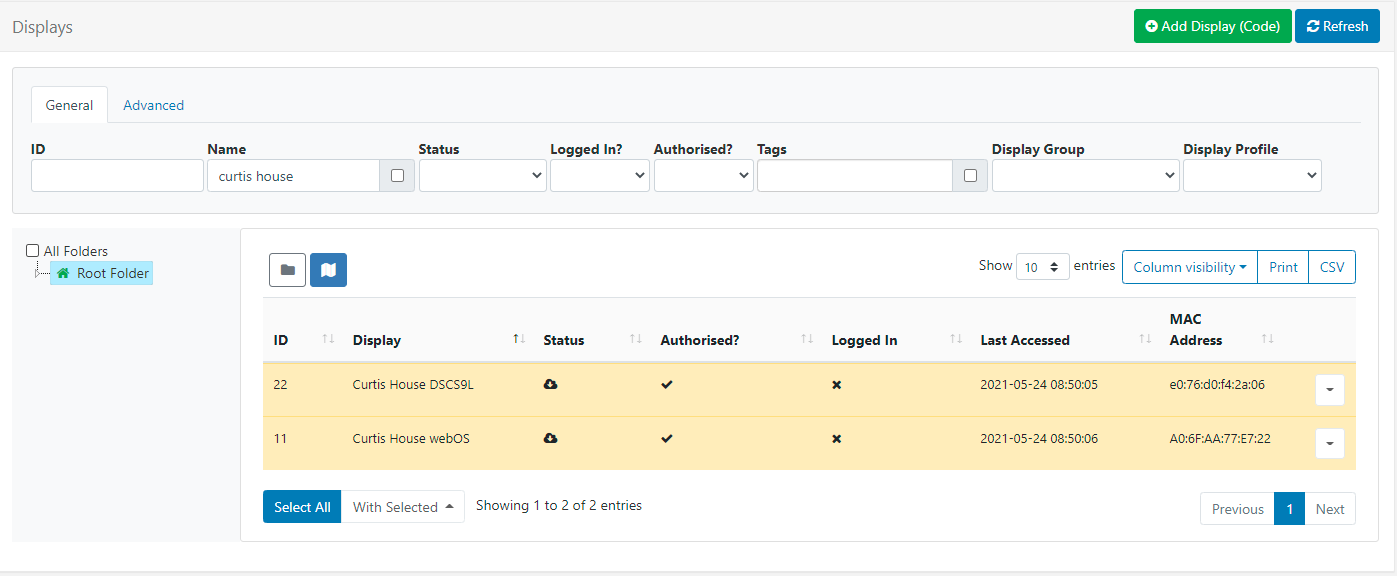 Displays
Add Display (Code) Refresh
General Advanced
ID Name Status Logged In? Authorised? Tags Display Group Display Profile
curtis house
All Folders
Root Folder
Show 10 entries Column visibility Print CSV
ID Display Status Authorised? Logged In Last Accessed MAC Address
22 Curtis House DSCS9L 2021-05-24 08:50:05 e0:76:d0:f4:2a:06
11 Curtis House webOS 2021-05-24 08:50:06 A0:6F:AA:77:E7:22
Select All With Selected Showing 1 to 2 of 2 entries Previous 1 Next